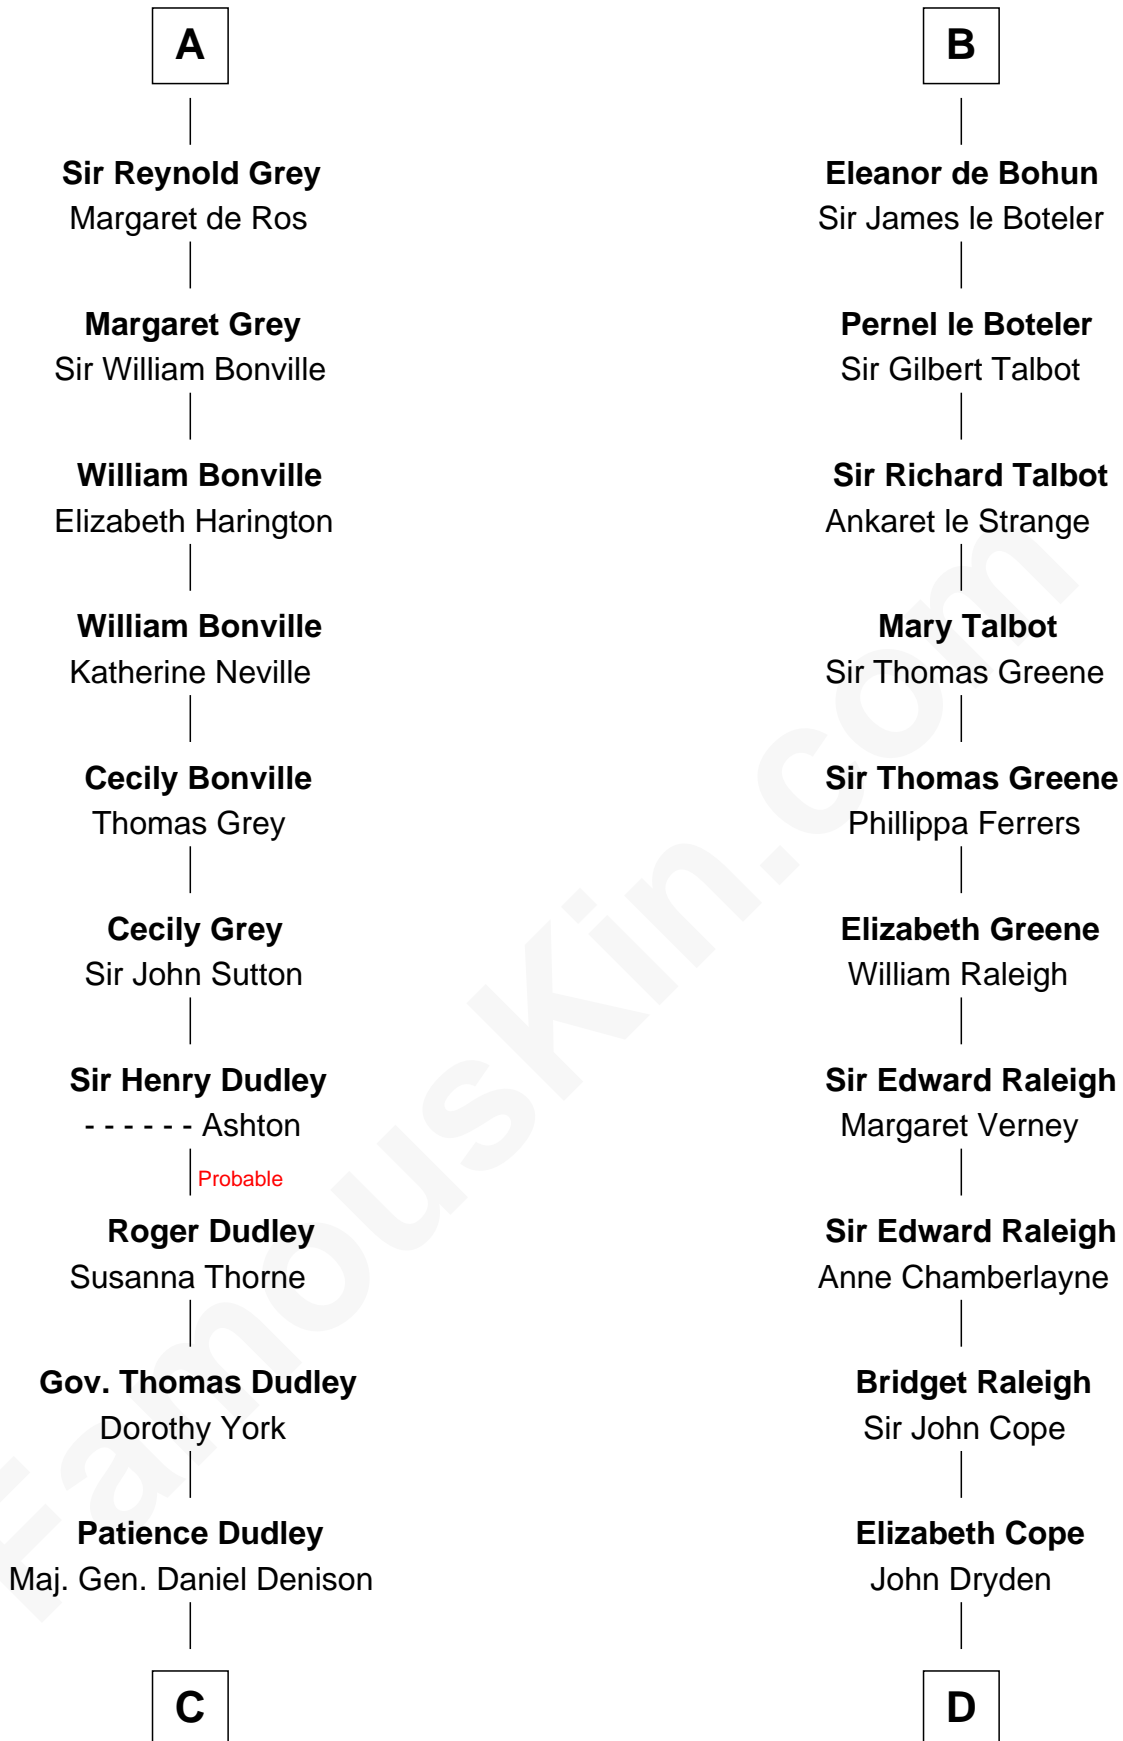 A
Sir Reynold Grey
Margaret de Ros
Margaret Grey
Sir William Bonville
William Bonville
Elizabeth Harington
William Bonville
Katherine Neville
Cecily Bonville
Thomas Grey
Cecily Grey
Sir John Sutton
Sir Henry Dudley
- - - - - - Ashton
Probable
Roger Dudley
Susanna Thorne
Gov. Thomas Dudley
Dorothy York
Patience Dudley
Maj. Gen. Daniel Denison
C
B
Eleanor de Bohun
Sir James le Boteler
Pernel le Boteler
Sir Gilbert Talbot
Sir Richard Talbot
Ankaret le Strange
Mary Talbot
Sir Thomas Greene
Sir Thomas Greene
Phillippa Ferrers
Elizabeth Greene
William Raleigh
Sir Edward Raleigh
Margaret Verney
Sir Edward Raleigh
Anne Chamberlayne
Bridget Raleigh
Sir John Cope
Elizabeth Cope
John Dryden
D
FamousKin.com